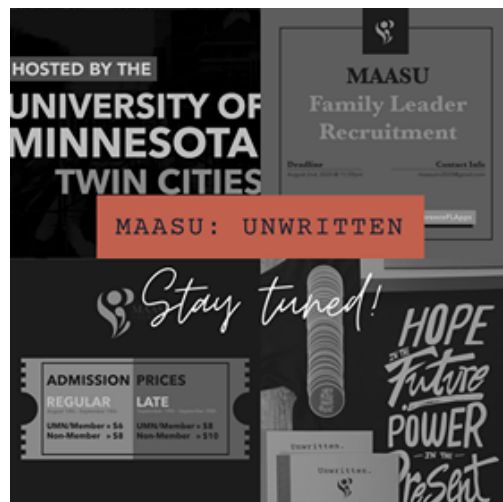 HOSTED BY THE
UNIVERSITY OF
MINNESOTA
TWIN CITIES
MAASU
Family Leader
Recruitment
Deadline
Contact Info
MAASU: UNWRITTEN
Stay tuned!
ADMISSION PRICES
REGULAR LATE
UMN/Member = $6 UMN/Member = $8
Non-Member = $8 Non-Member = $10
HOPE
IN THE
Future
POWER
IN THE
Present
Unwritten.
Unwritten.